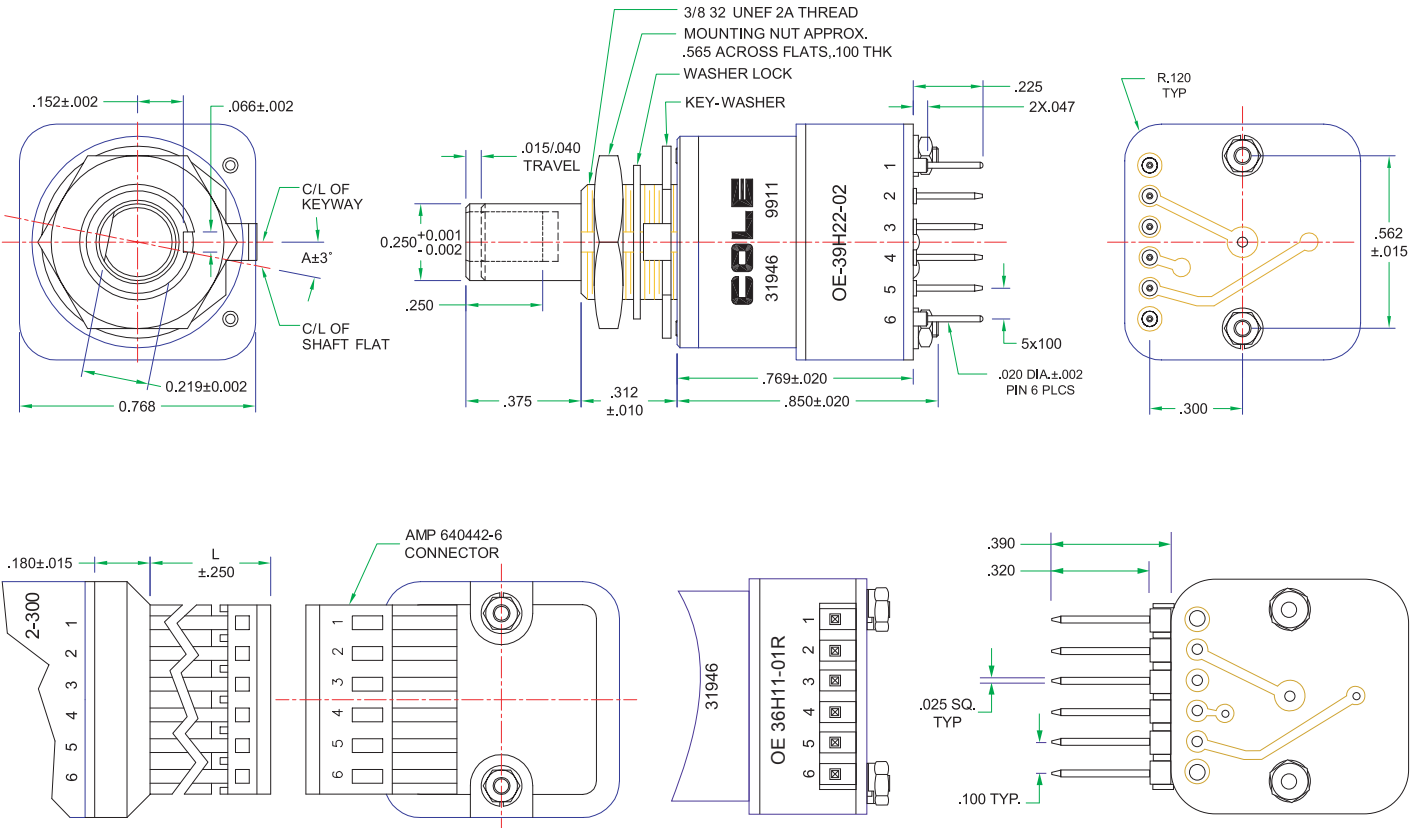 3/8 32 UNEF 2A THREAD
MOUNTING NUT APPROX.
.565 ACROSS FLATS,.100 THK
WASHER LOCK
KEY-WASHER
.152±.002
.066±.002
C/L OF
KEYWAY
A±3°
C/L OF
SHAFT FLAT
0.219±0.002
0.768
.015/.040
TRAVEL
0.250+0.001
- 0.002
.250
.375
.312
±.010
.769±.020
.850±.020
COLE
31946 9911
OE-39H22-02
1
2
3
4
5
6
.225
2X.047
5x100
.020 DIA.±.002
PIN 6 PLCS
R.120
TYP
.562
±.015
.300
.180±.015
L
±.250
2-300
1
2
3
4
5
6
AMP 640442-6
CONNECTOR
1
2
3
4
5
6
31946
OE 36H11-01R
1
2
3
4
5
6
.390
.320
.025 SQ.
TYP
.100 TYP.